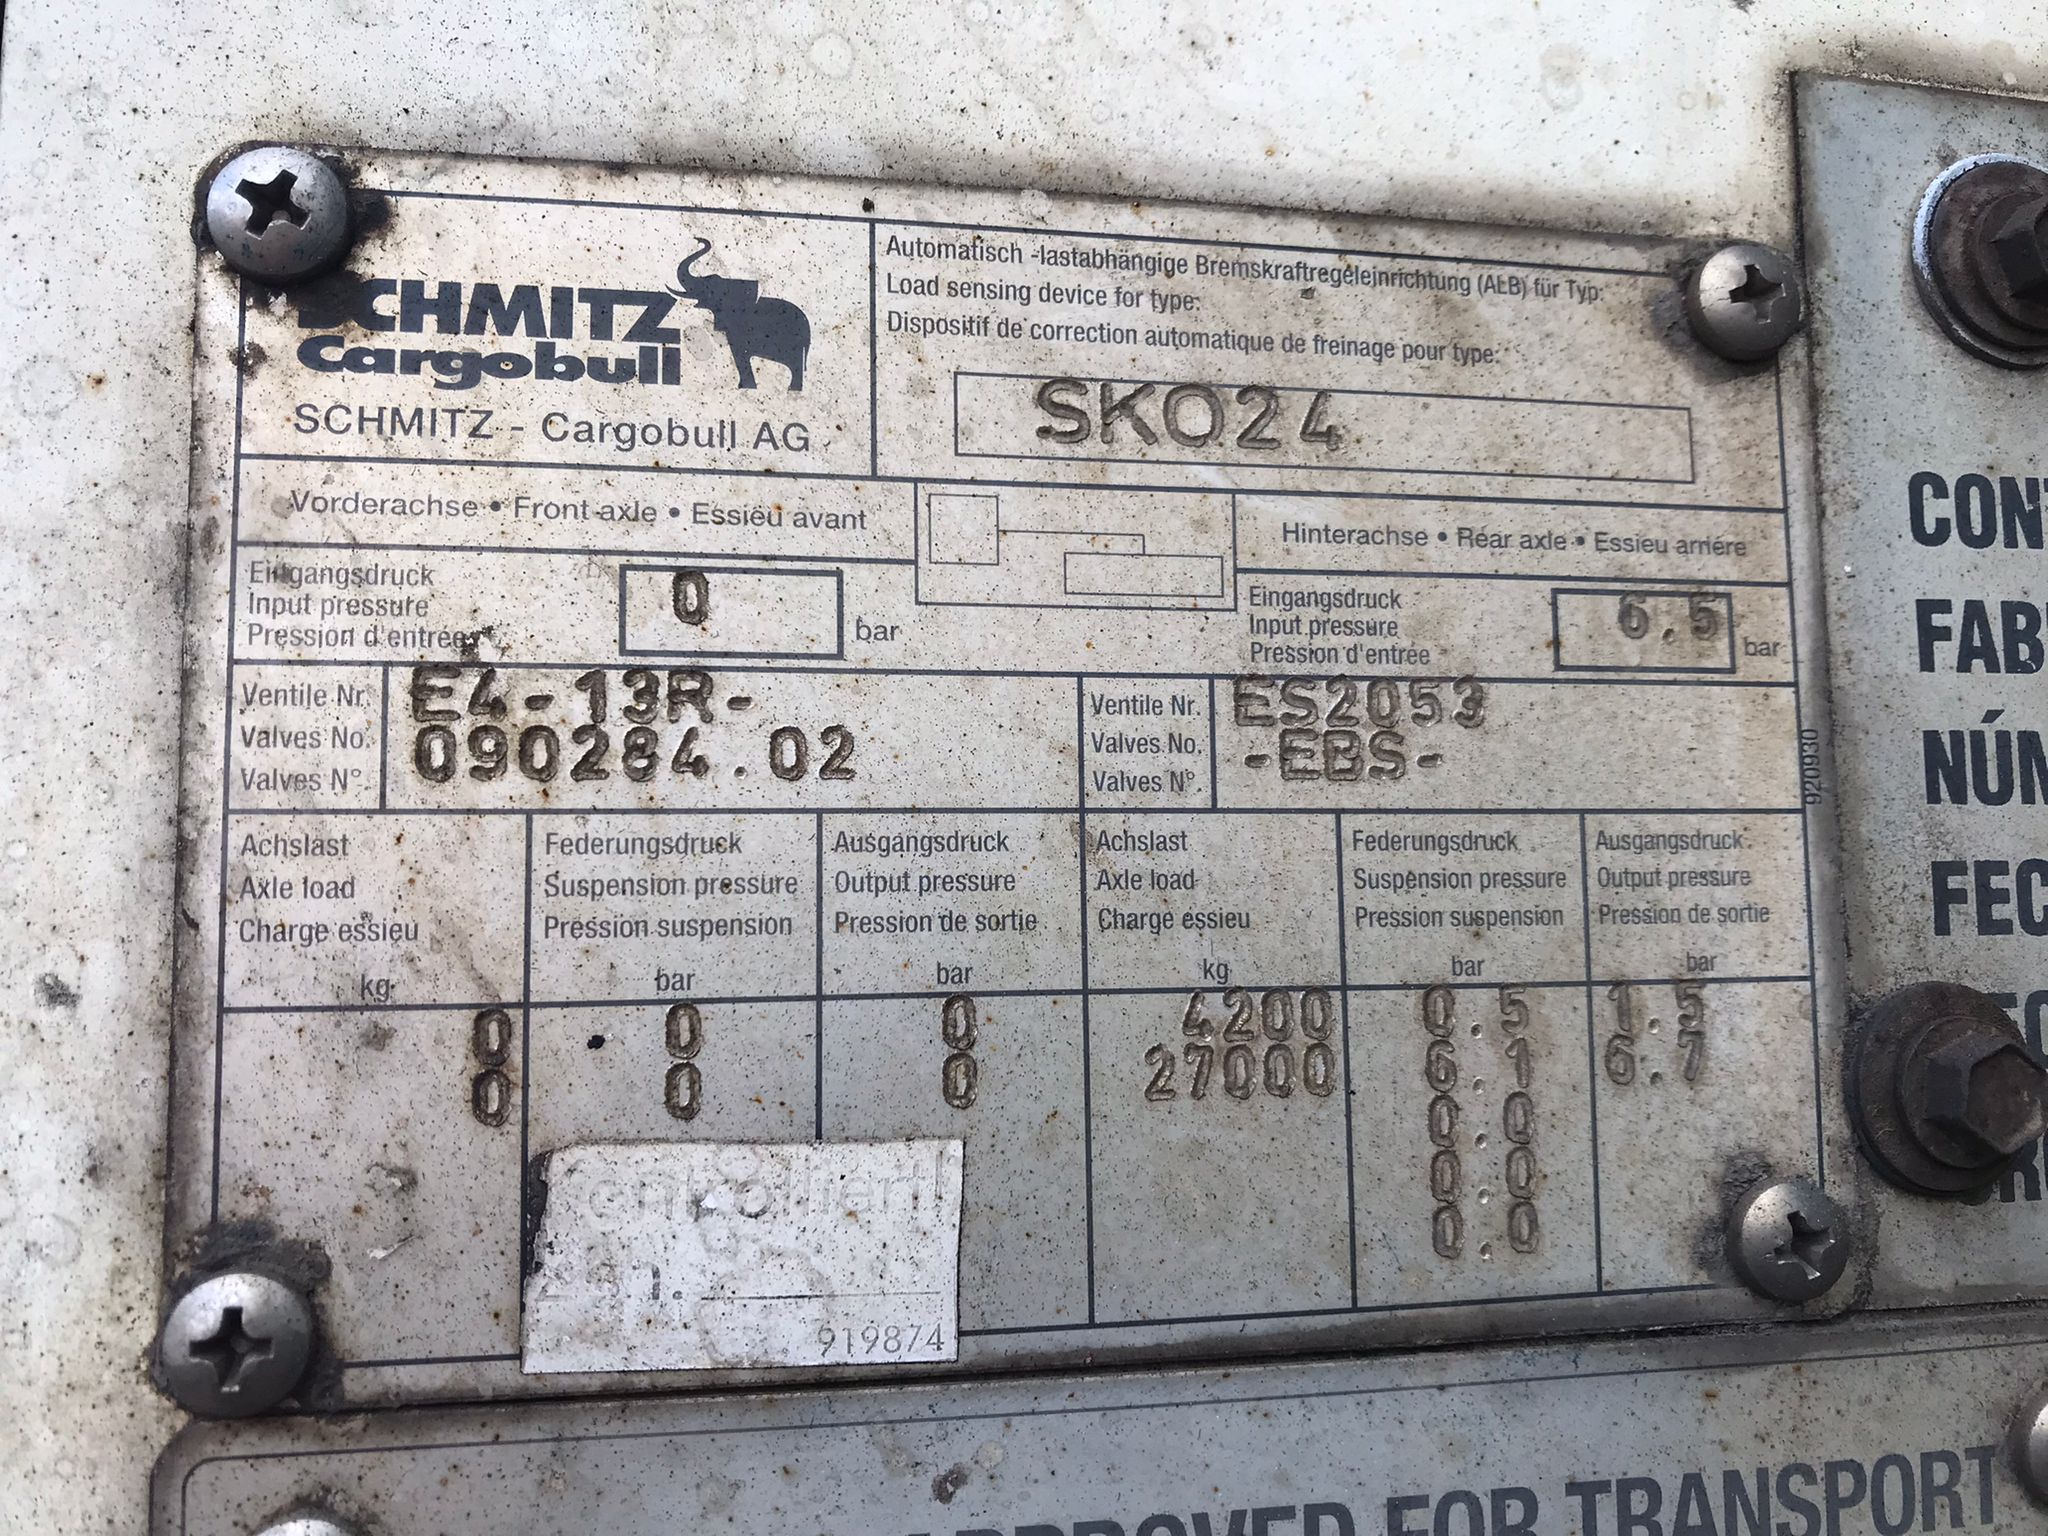 SCHMITZ
Cargobull
SCHMITZ - Cargobull AG
Automatisch -lastabhängige Bremskraftregeleinrichtung (ALB) für Typ:
Load sensing device for type:
Dispositif de correction automatique de freinage pour type:
SKO24
Vorderachse • Front axle • Essieu avant
Hinterachse • Rear axle • Essieu arriére
Eingangsdruck
Input pressure
Pression d'entrée
0
bar
Eingangsdruck
Input pressure
Pression d'entrée
6.5
bar
Ventile Nr.
Valves No.
Valves N°.
E4-13R-
090284.02
Ventile Nr.
Valves No.
Valves N°.
ES2053
-EBS-
920930
Achslast
Axle load
Charge essieu
kg
Federungsdruck
Suspension pressure
Pression suspension
bar
Ausgangsdruck
Output pressure
Pression de sortie
bar
Achslast
Axle load
Charge essieu
kg
Federungsdruck
Suspension pressure
Pression suspension
bar
Ausgangsdruck
Output pressure
Pression de sortie
bar
0 0 0 4200 0.5 1.5
0 0 0 27000 6.1 6.7
0.0
0.0
0.0
919874
CON
FAB
NÚM
FEC
APPROVED FOR TRANSPORT